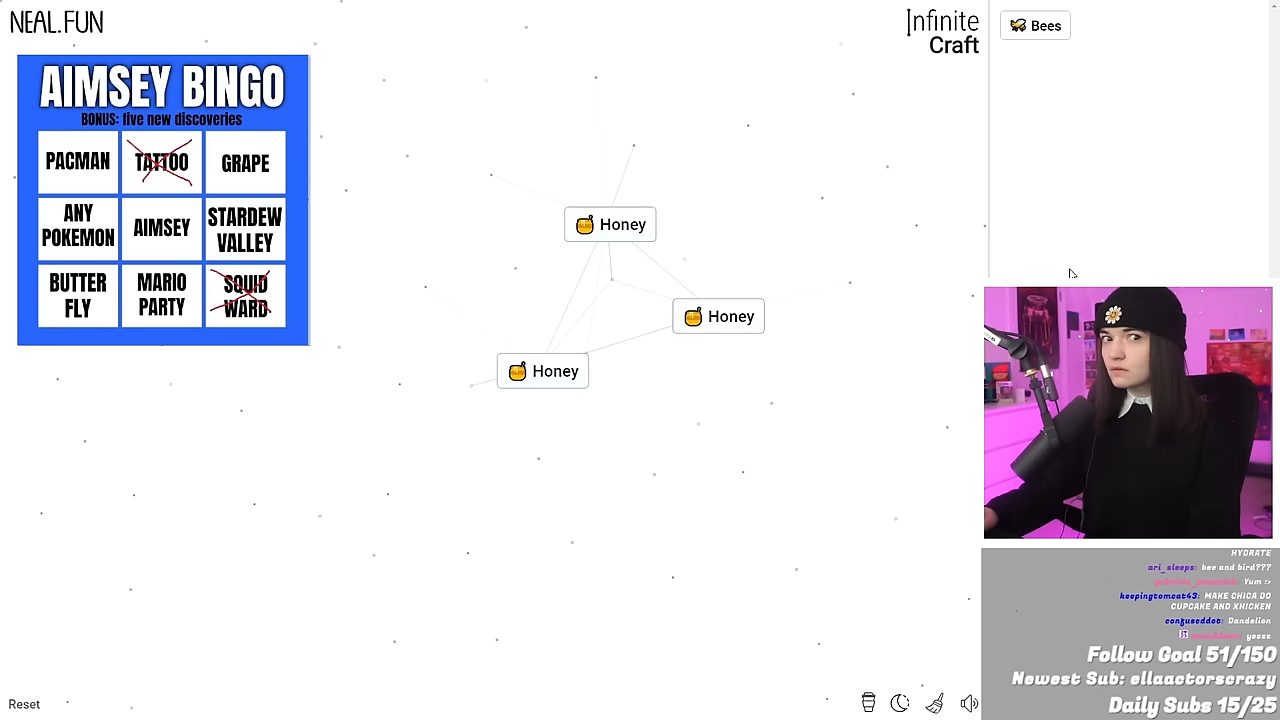 NEAL.FUN
Infinite
Craft
Bees
AIMSEY BINGO
BONUS: five new discoveries
PACMAN
TATTOO
GRAPE
ANY
POKEMON
AIMSEY
STARDEW
VALLEY
BUTTER
FLY
MARIO
PARTY
SQUID
WARD
Honey
Honey
Honey
HYDRATE
ari_sleeps: bee and bird???
Yum :>
keepingtomcat43: MAKE CHICA DO
CUPCAKE AND XHICKEN
confuseddot: Dandelion
yesss
Follow Goal 51/150
Newest Sub: ellaactorscrazy
Daily Subs 15/25
Reset